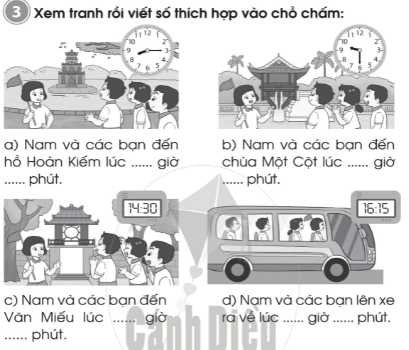 3 Xem tranh rồi viết số thích hợp vào chỗ chấm:
a) Nam và các bạn đến
hồ Hoàn Kiếm lúc ...... giờ
...... phút.
b) Nam và các bạn đến
chùa Một Cột lúc ...... giờ
...... phút.
14:30
16:15
c) Nam và các bạn đến
Văn Miếu lúc ...... giờ
...... phút.
d) Nam và các bạn lên xe
ra về lúc ...... giờ ...... phút.
Cánh Diều